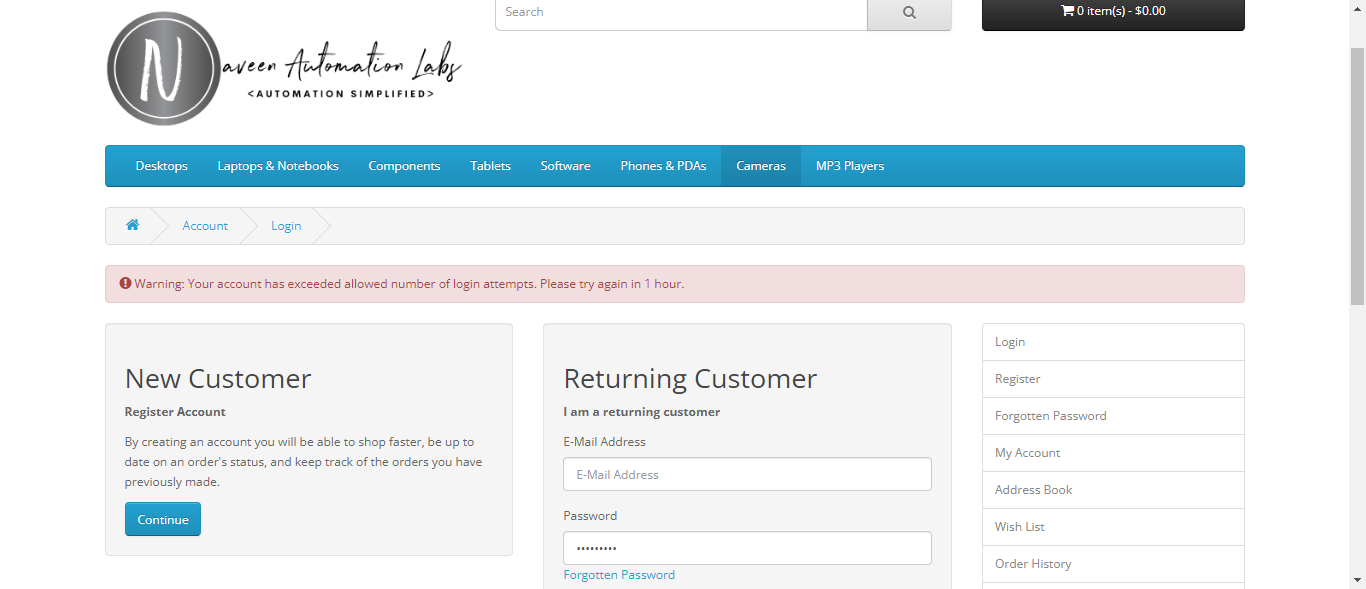 Search
0 item(s) - $0.00
N
aveen Automation Labs
<AUTOMATION SIMPLIFIED>
Desktops Laptops & Notebooks Components Tablets Software Phones & PDAs Cameras MP3 Players
Account Login
Warning: Your account has exceeded allowed number of login attempts. Please try again in 1 hour.
New Customer
Register Account
By creating an account you will be able to shop faster, be up to
date on an order's status, and keep track of the orders you have
previously made.
Continue
Returning Customer
I am a returning customer
E-Mail Address
E-Mail Address
Password
•••••••••
Forgotten Password
Login
Register
Forgotten Password
My Account
Address Book
Wish List
Order History